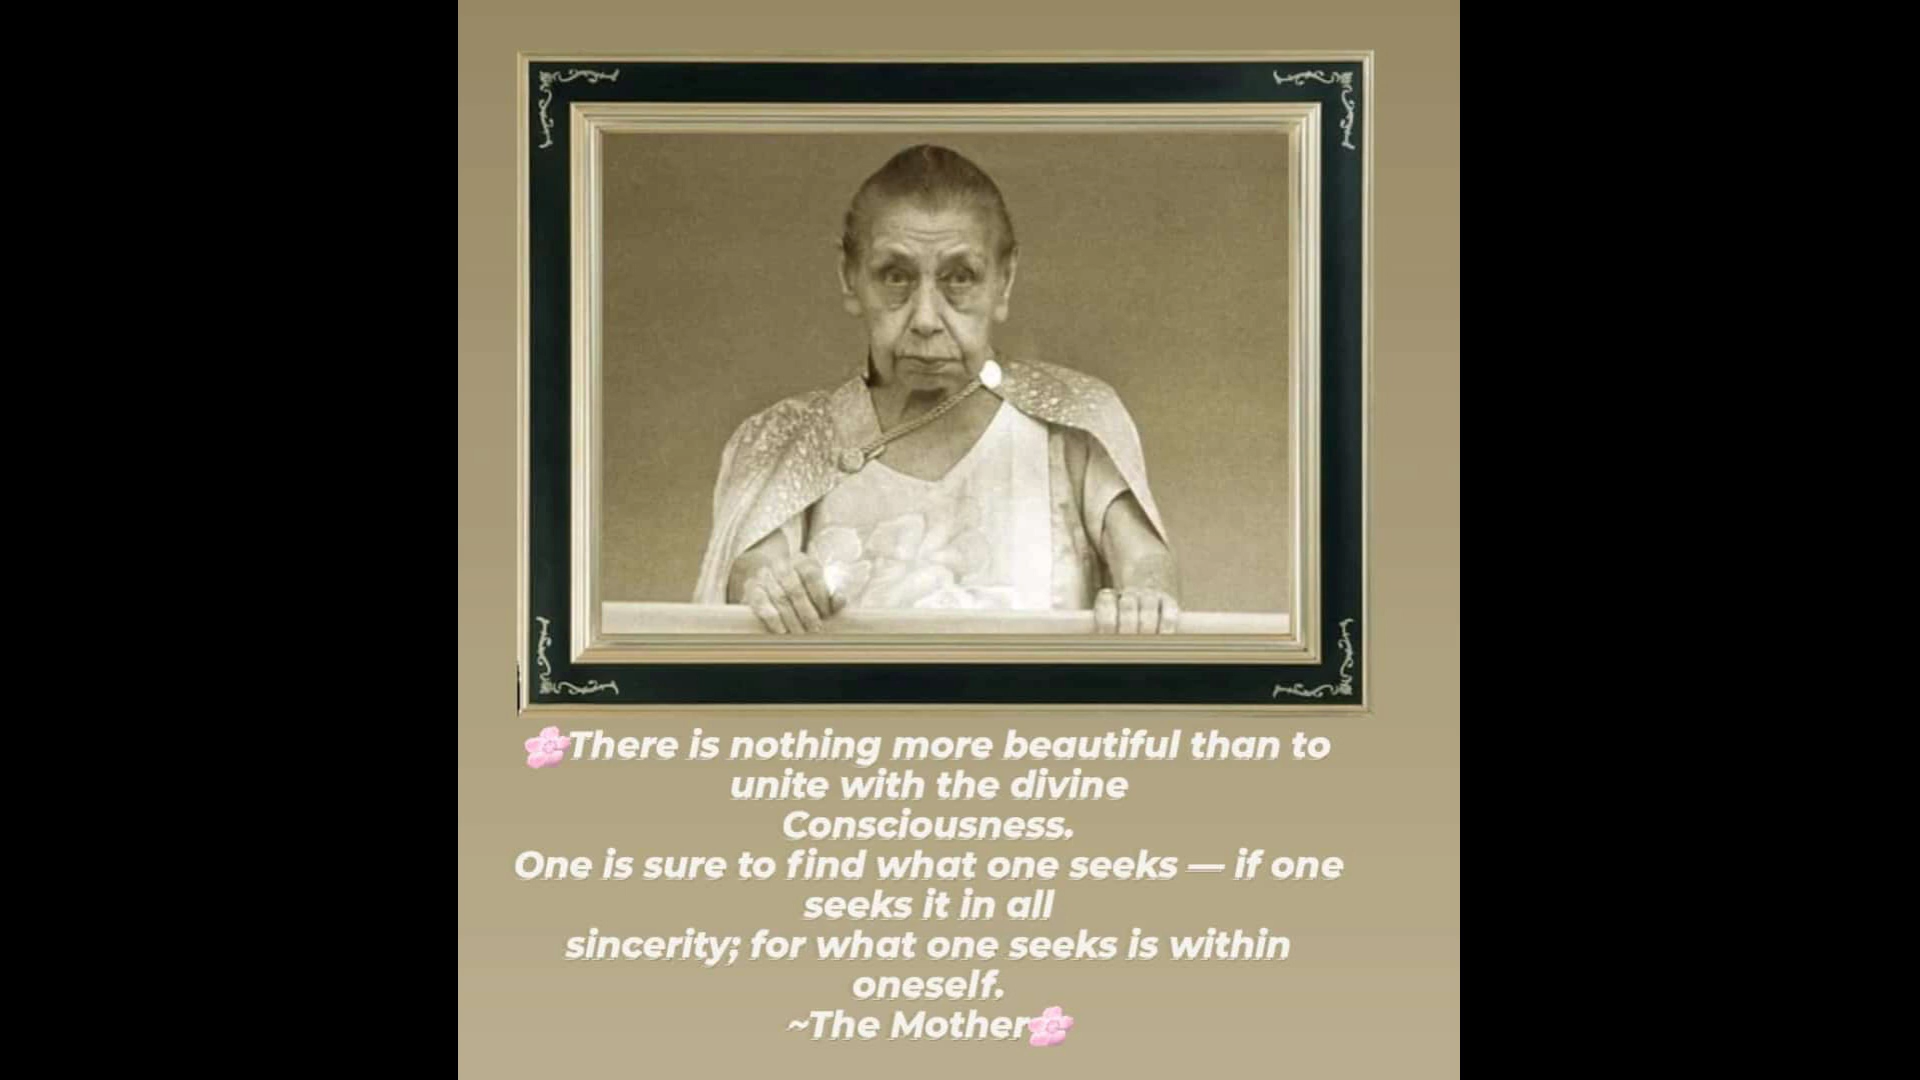 🌸There is nothing more beautiful than to
unite with the divine
Consciousness.
One is sure to find what one seeks — if one
seeks it in all
sincerity; for what one seeks is within
oneself.
~The Mother🌸